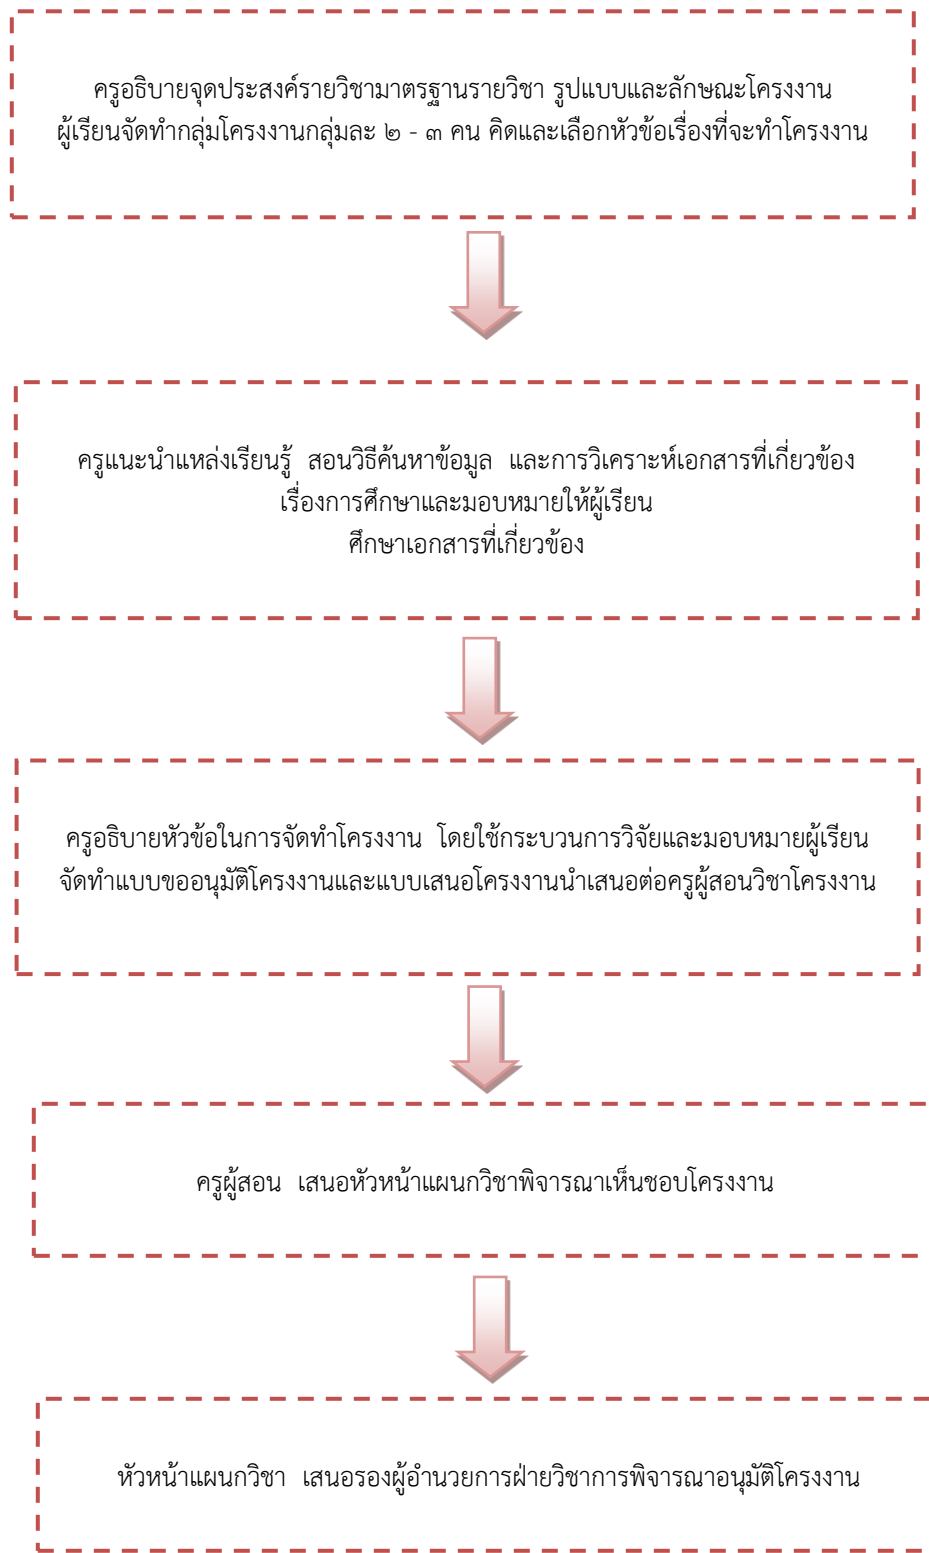 ครูอธิบายจุดประสงค์รายวิชามาตรฐานรายวิชา รูปแบบและลักษณะโครงงาน
ผู้เรียนจัดทำกลุ่มโครงงานกลุ่มละ ๒ - ๓ คน คิดและเลือกหัวข้อเรื่องที่จะทำโครงงาน
ครูแนะนำแหล่งเรียนรู้ สอนวิธีค้นหาข้อมูล และการวิเคราะห์เอกสารที่เกี่ยวข้อง
เรื่องการศึกษาและมอบหมายให้ผู้เรียน
ศึกษาเอกสารที่เกี่ยวข้อง
ครูอธิบายหัวข้อในการจัดทำโครงงาน โดยใช้กระบวนการวิจัยและมอบหมายผู้เรียน
จัดทำแบบขออนุมัติโครงงานและแบบเสนอโครงงานนำเสนอต่อครูผู้สอนวิชาโครงงาน
ครูผู้สอน เสนอหัวหน้าแผนกวิชาพิจารณาเห็นชอบโครงงาน
หัวหน้าแผนกวิชา เสนอรองผู้อำนวยการฝ่ายวิชาการพิจารณาอนุมัติโครงงาน